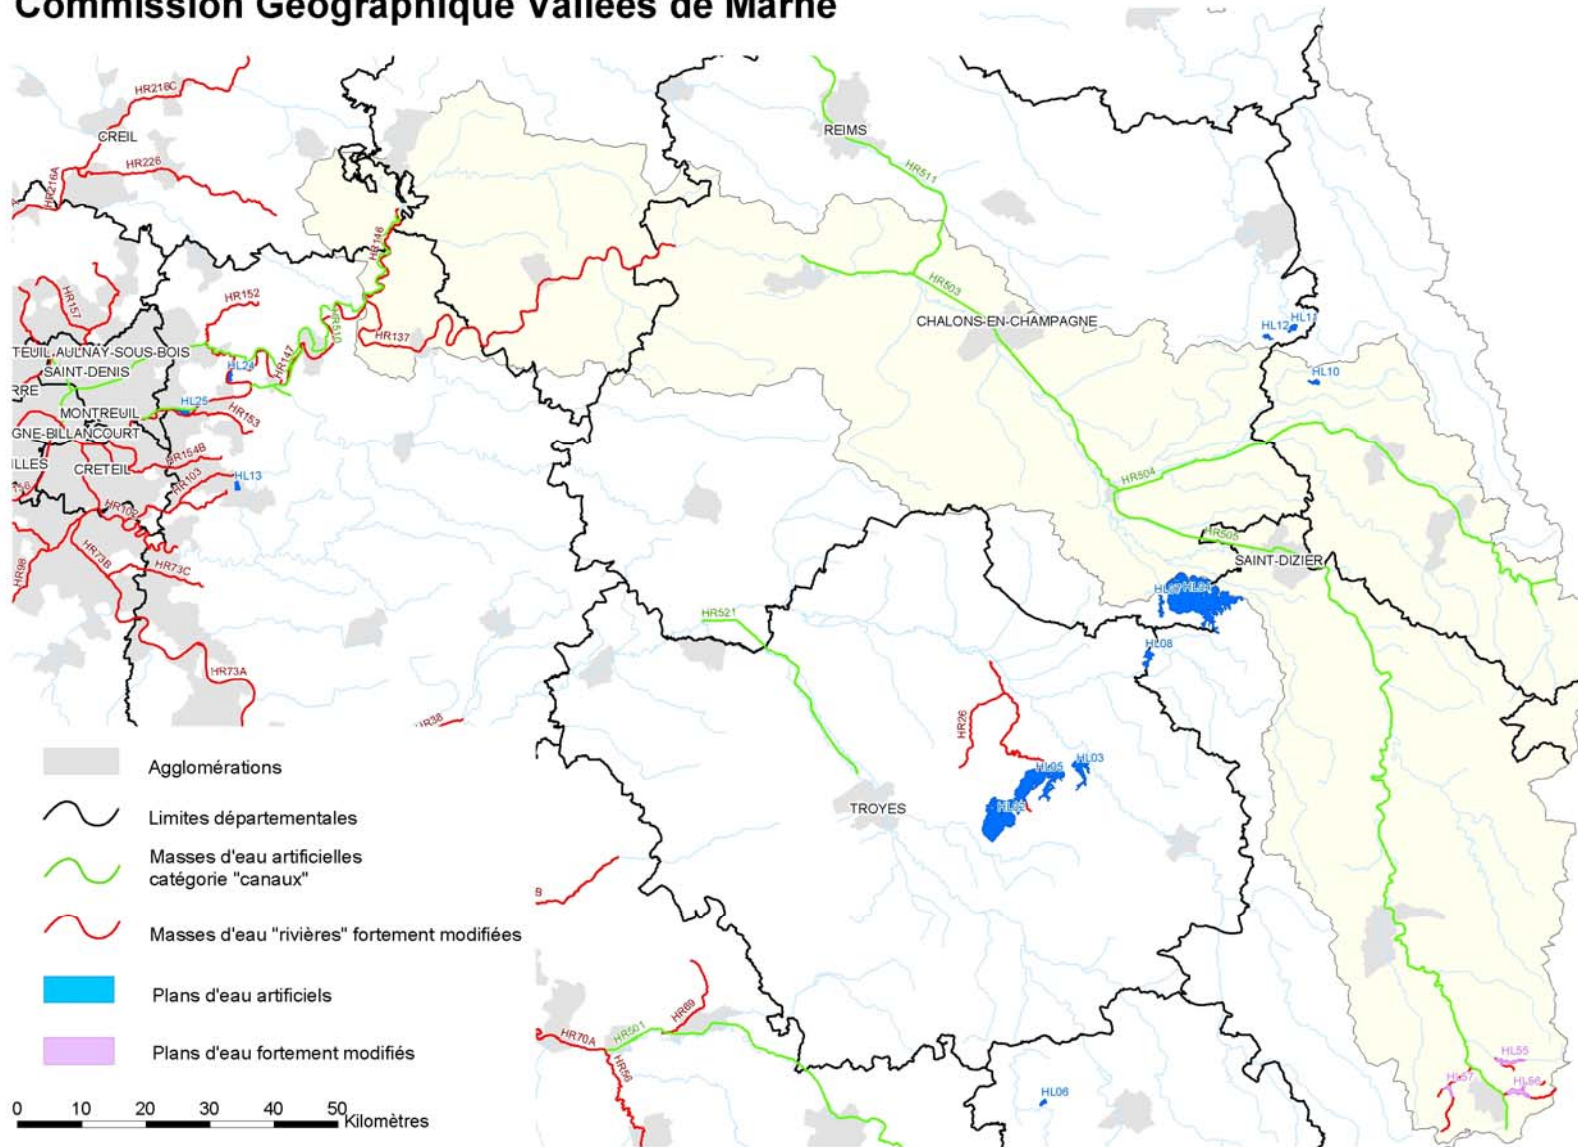 Commission Géographique Vallées de Marne
HR216C
CREIL
HR226
HR216A
REIMS
HR511
HR146
HR503
HR152
HR157
HR510
HR137
HR147
CHALONS-EN-CHAMPAGNE
HL12
HL11
HL10
TEUIL AULNAY-SOUS-BOIS
SAINT-DENIS
HL24
RRE
HL25
MONTREUIL
HR153
GNE-BILLANCOURT
HR154B
ILLES
CRETEIL
HR103
HL13
HR102
HR504
HR505
SAINT-DIZIER
HR98
HR73B
HR73C
HR521
HL08
HR73A
HR26
HL05
HL03
TROYES
Agglomérations
Limites départementales
Masses d'eau artificielles
catégorie "canaux"
Masses d'eau "rivières" fortement modifiées
Plans d'eau artificiels
Plans d'eau fortement modifiés
HR69
HR70A
HR501
HR56
HL06
HL55
HL57
HL56
0 10 20 30 40 50 Kilomètres